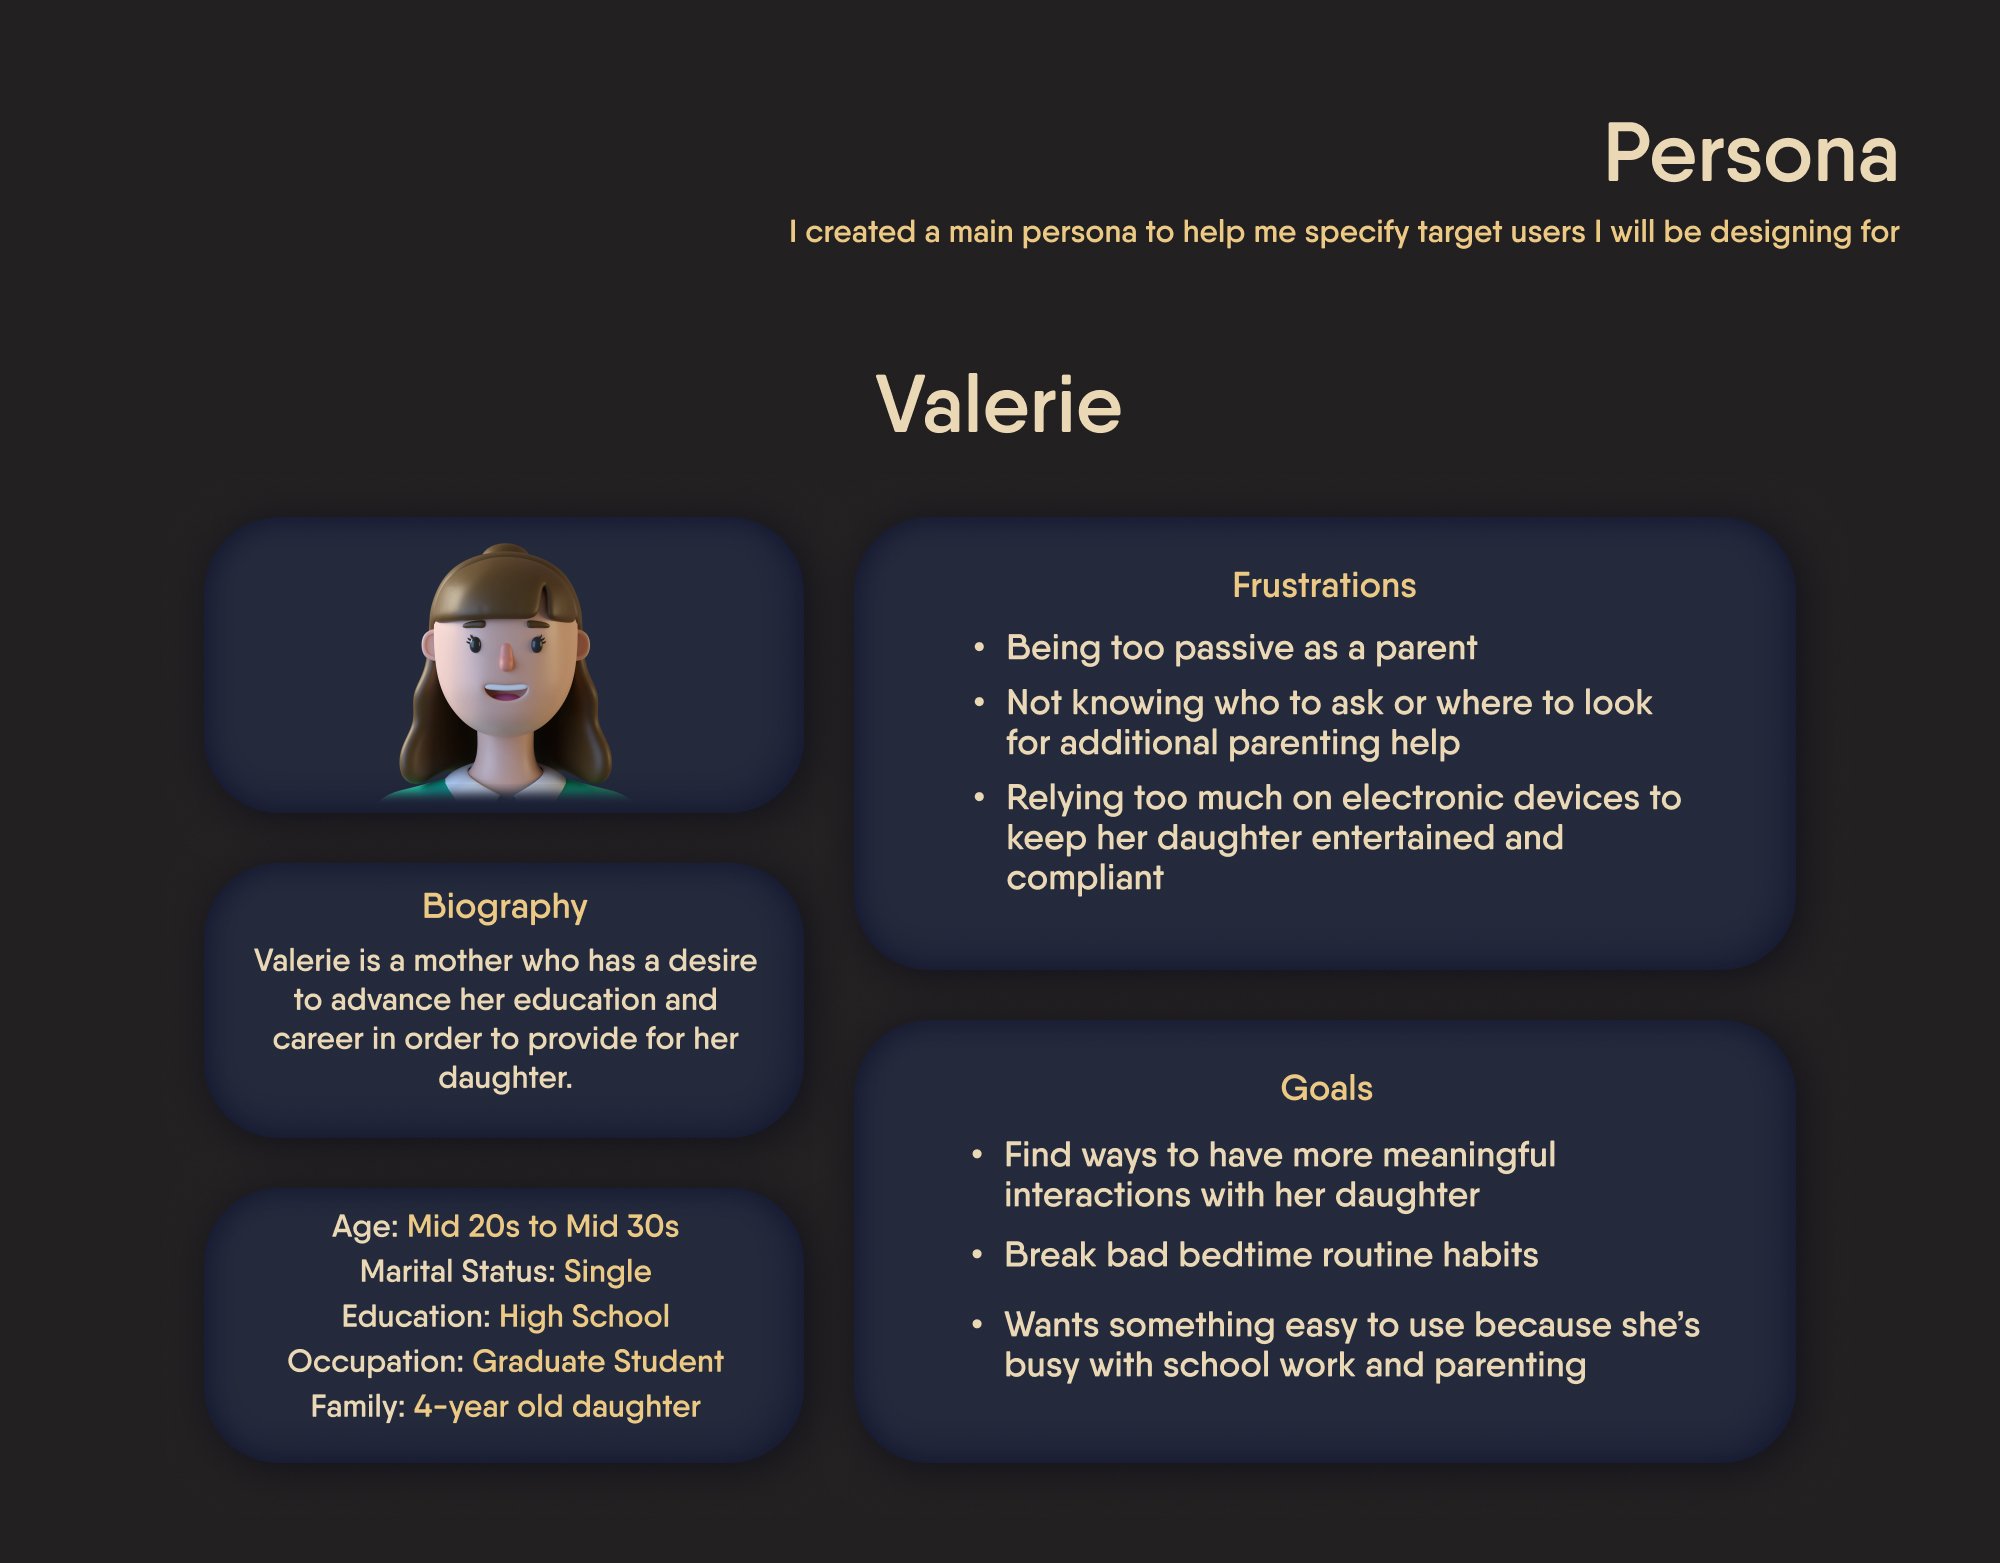 Persona
I created a main persona to help me specify target users I will be designing for
Valerie
Biography
Valerie is a mother who has a desire
to advance her education and
career in order to provide for her
daughter.
Age: Mid 20s to Mid 30s
Marital Status: Single
Education: High School
Occupation: Graduate Student
Family: 4-year old daughter
Frustrations
• Being too passive as a parent
• Not knowing who to ask or where to look
for additional parenting help
• Relying too much on electronic devices to
keep her daughter entertained and
compliant
Goals
• Find ways to have more meaningful
interactions with her daughter
• Break bad bedtime routine habits
• Wants something easy to use because she’s
busy with school work and parenting